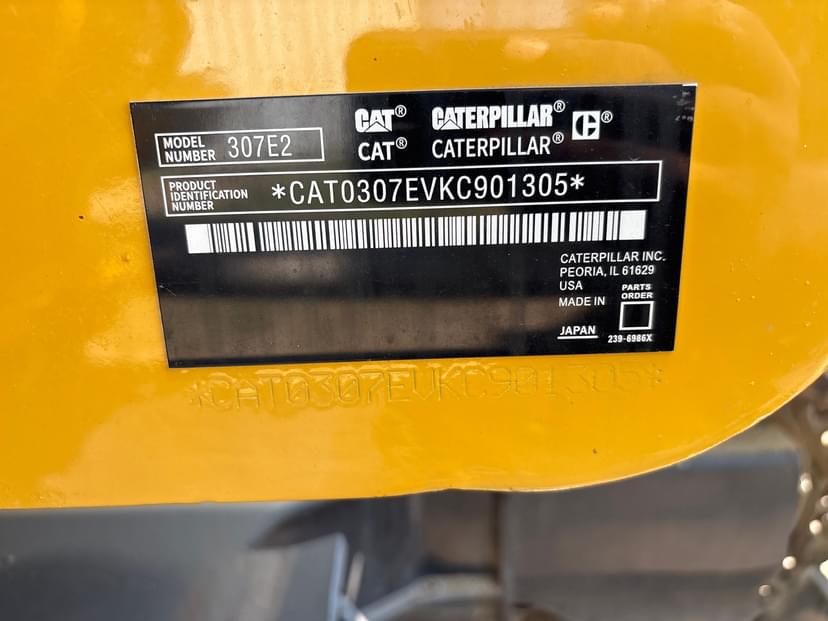 CAT® CATERPILLAR® C®
MODEL NUMBER 307E2
CAT® CATERPILLAR®
PRODUCT IDENTIFICATION NUMBER *CAT0307EVKC901305*
CATERPILLAR INC.
PEORIA, IL 61629
USA
PARTS ORDER
MADE IN
JAPAN
239-6986X
*CAT0307EVKC901305*